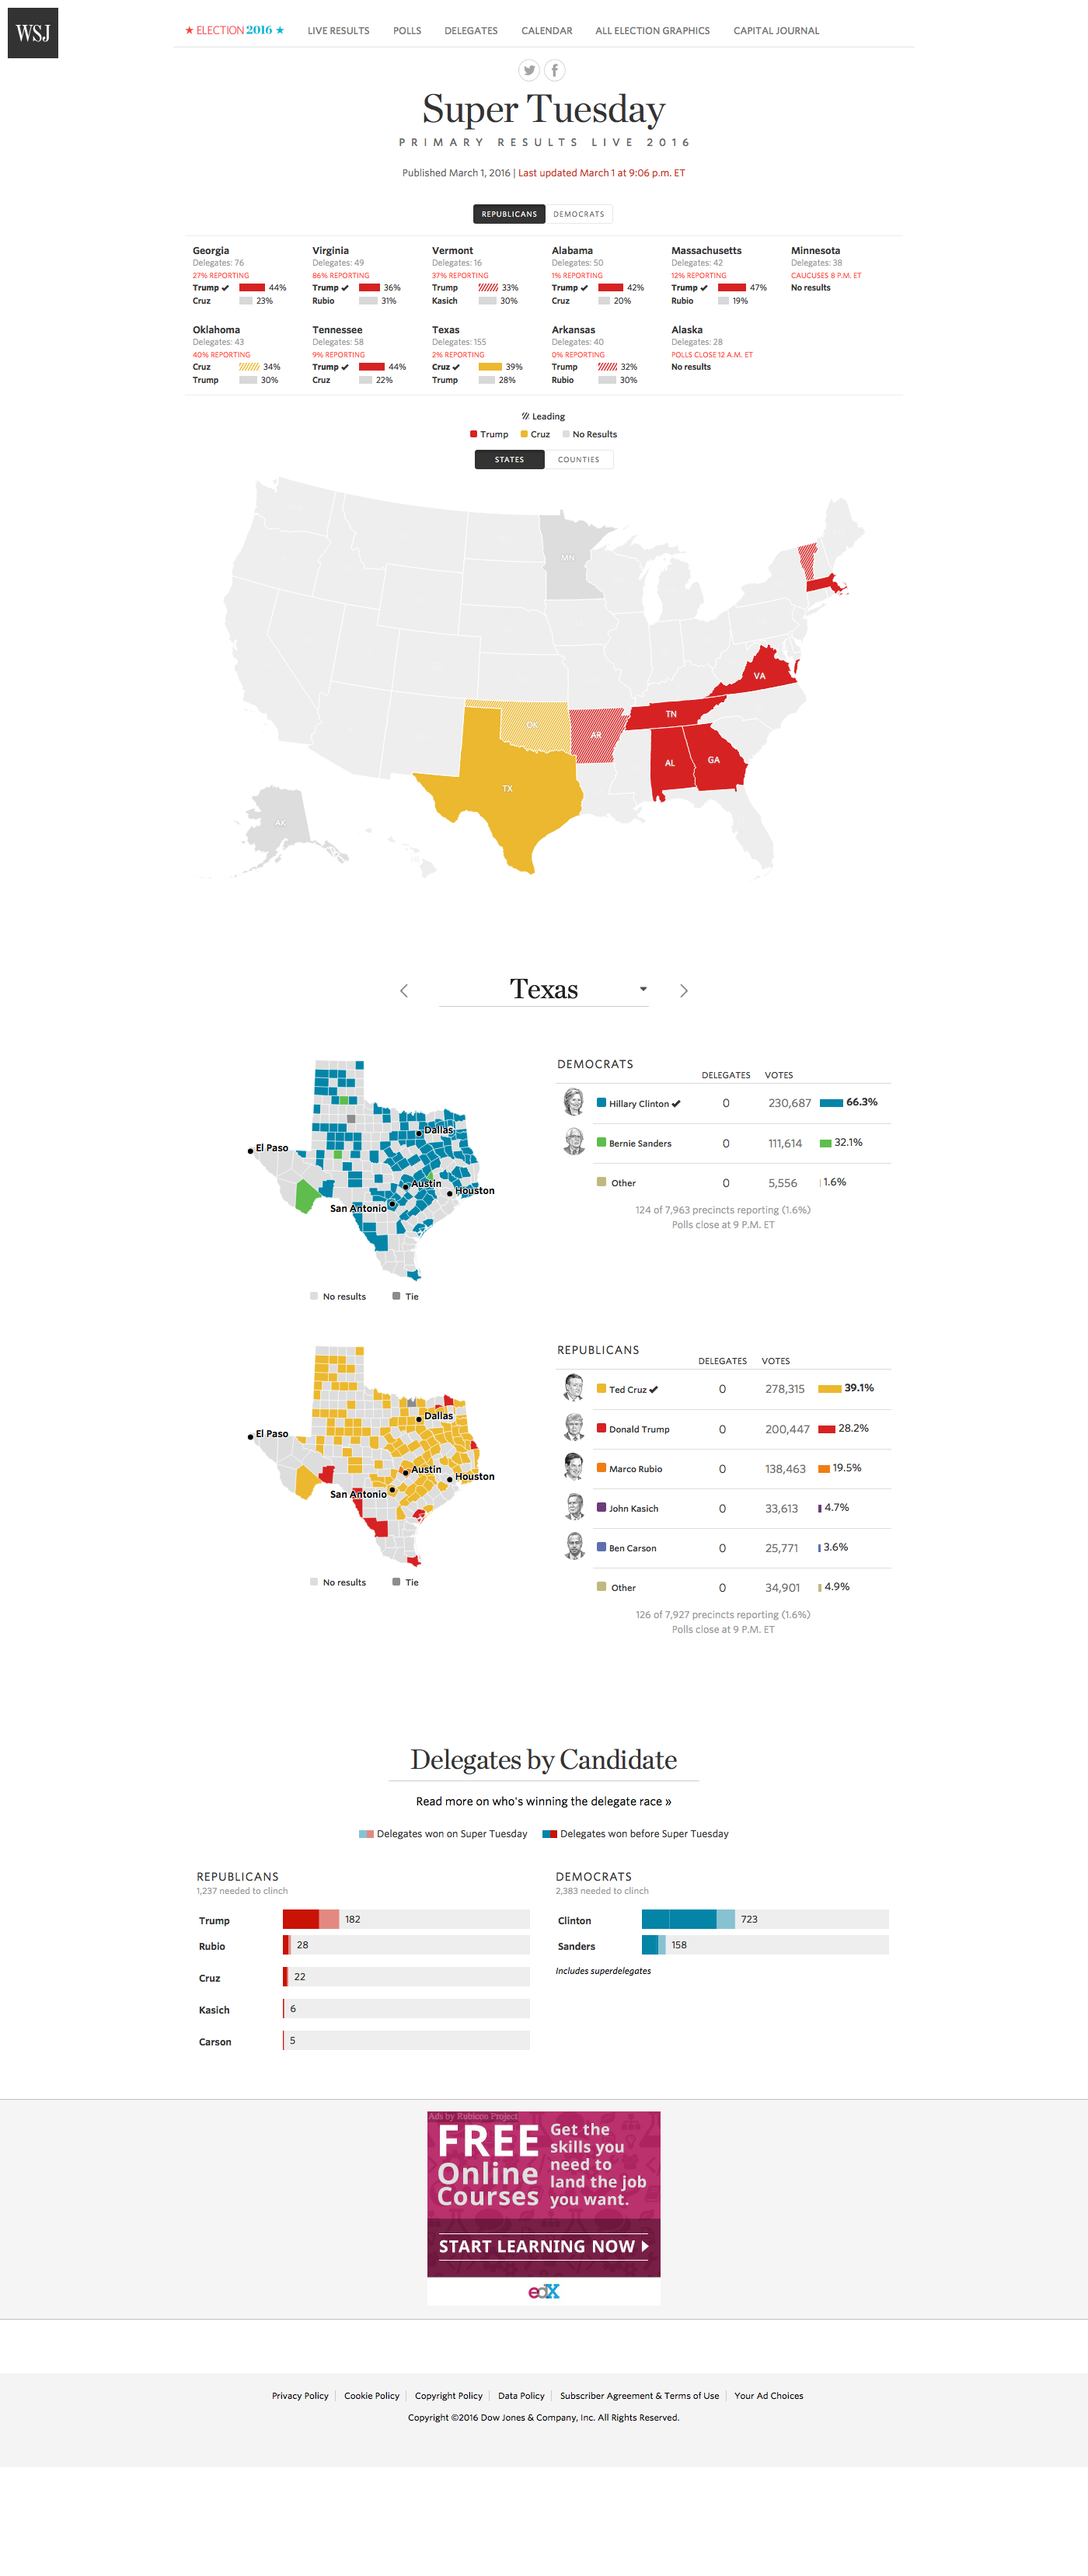 WSJ
★ ELECTION 2016 ★ LIVE RESULTS POLLS DELEGATES CALENDAR ALL ELECTION GRAPHICS CAPITAL JOURNAL
Super Tuesday
PRIMARY RESULTS LIVE 2016
Published March 1, 2016 | Last updated March 1 at 9:06 p.m. ET
REPUBLICANS DEMOCRATS
Georgia
Delegates: 76
27% REPORTING
Trump ✔ 44%
Cruz 23%
Virginia
Delegates: 49
86% REPORTING
Trump ✔ 36%
Rubio 31%
Vermont
Delegates: 16
37% REPORTING
Trump 33%
Kasich 30%
Alabama
Delegates: 50
1% REPORTING
Trump ✔ 42%
Cruz 20%
Massachusetts
Delegates: 42
12% REPORTING
Trump ✔ 47%
Rubio 19%
Minnesota
Delegates: 38
CAUCUSES 8 P.M. ET
No results
Oklahoma
Delegates: 43
40% REPORTING
Cruz 34%
Trump 30%
Tennessee
Delegates: 58
9% REPORTING
Trump ✔ 44%
Cruz 22%
Texas
Delegates: 155
2% REPORTING
Cruz ✔ 39%
Trump 28%
Arkansas
Delegates: 40
0% REPORTING
Trump 32%
Rubio 30%
Alaska
Delegates: 28
POLLS CLOSE 12 A.M. ET
No results
Leading
Trump Cruz No Results
STATES COUNTIES
MN
VA
TN
OK
AR
AL
GA
TX
AK
Texas
DEMOCRATS
DELEGATES VOTES
Hillary Clinton ✔ 0 230,687 66.3%
Bernie Sanders 0 111,614 32.1%
Other 0 5,556 1.6%
124 of 7,963 precincts reporting (1.6%)
Polls close at 9 P.M. ET
Dallas
El Paso
Austin
Houston
San Antonio
No results Tie
REPUBLICANS
DELEGATES VOTES
Ted Cruz ✔ 0 278,315 39.1%
Donald Trump 0 200,447 28.2%
Marco Rubio 0 138,463 19.5%
John Kasich 0 33,613 4.7%
Ben Carson 0 25,771 3.6%
Other 0 34,901 4.9%
126 of 7,927 precincts reporting (1.6%)
Polls close at 9 P.M. ET
Dallas
El Paso
Austin
Houston
San Antonio
No results Tie
Delegates by Candidate
Read more on who's winning the delegate race »
Delegates won on Super Tuesday Delegates won before Super Tuesday
REPUBLICANS
1,237 needed to clinch
Trump 182
Rubio 28
Cruz 22
Kasich 6
Carson 5
DEMOCRATS
2,383 needed to clinch
Clinton 723
Sanders 158
Includes superdelegates
Ads by Rubicon Project
FREE
Online
Courses
Get the
skills you
need to
land the job
you want.
START LEARNING NOW
edX
Privacy Policy Cookie Policy Copyright Policy Data Policy Subscriber Agreement & Terms of Use Your Ad Choices
Copyright ©2016 Dow Jones & Company, Inc. All Rights Reserved.